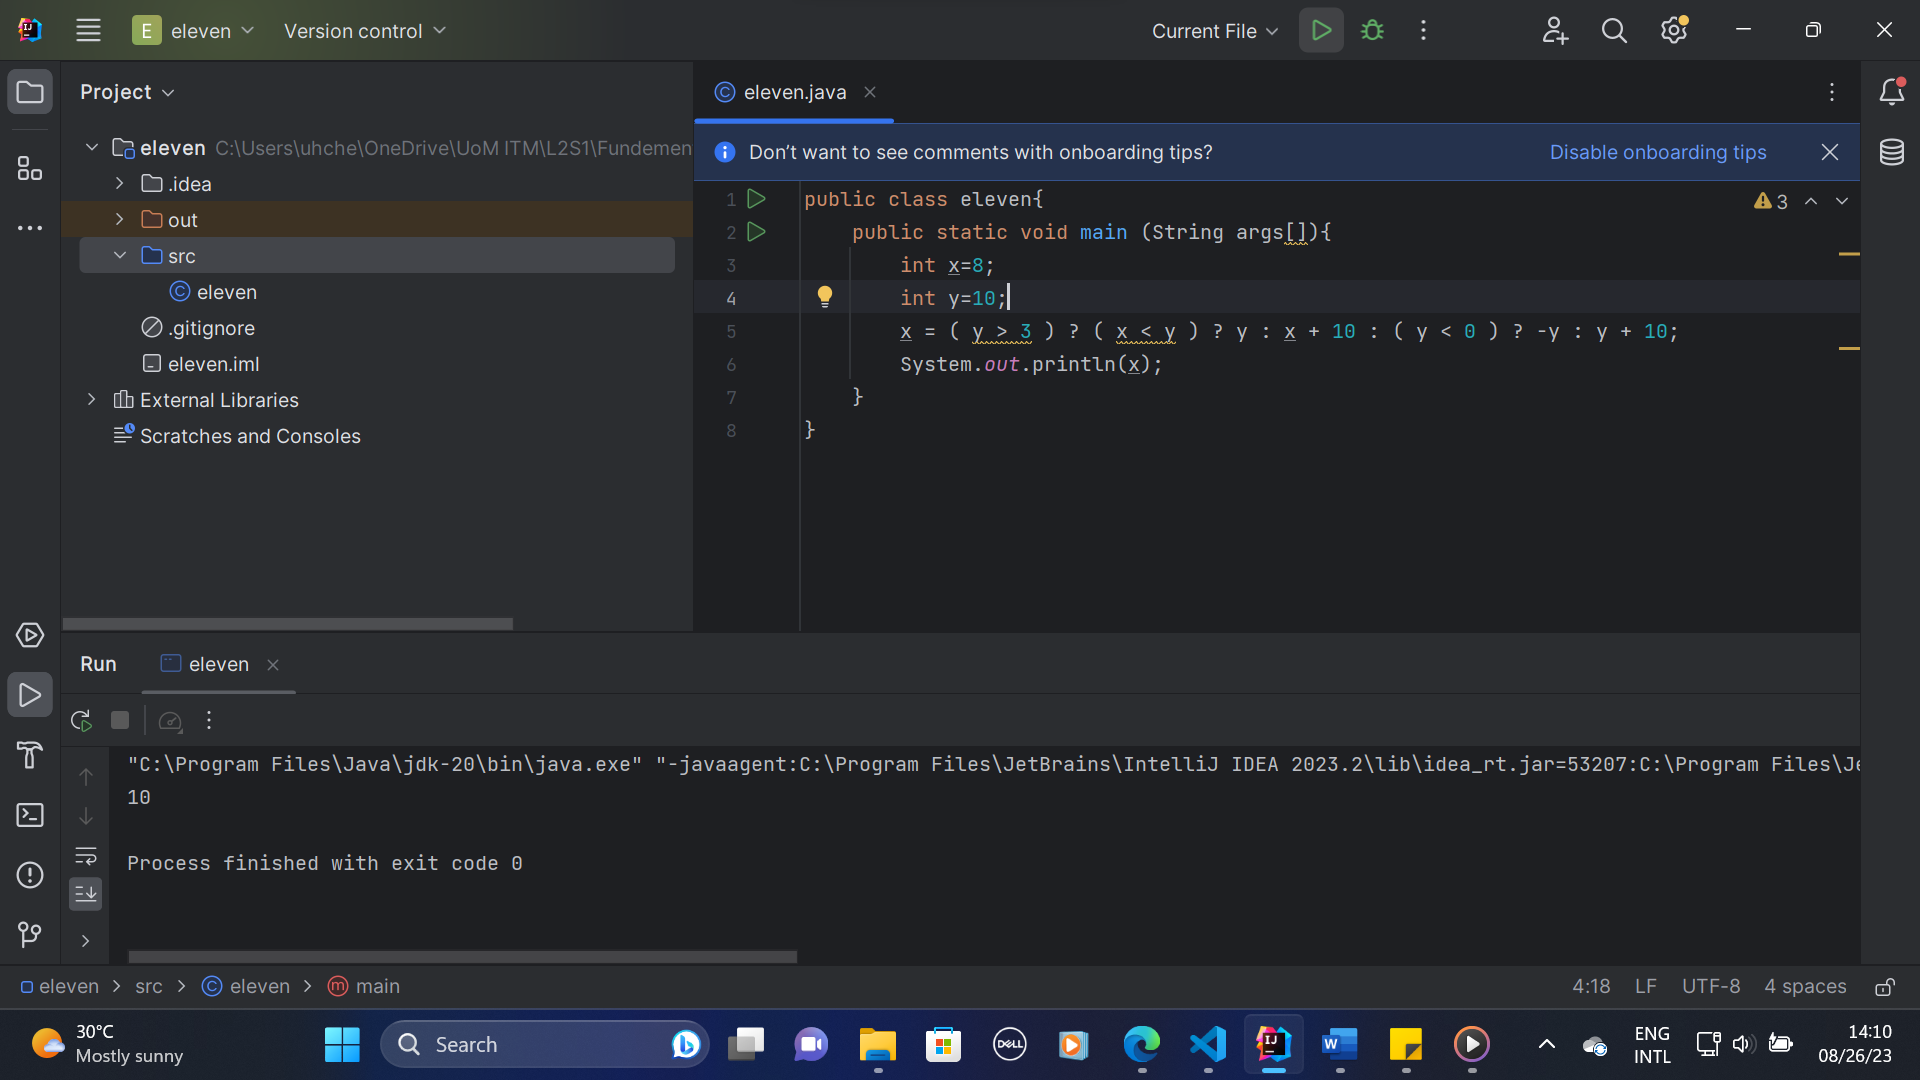 E eleven Version control Current File
Project
eleven C:\Users\uhche\OneDrive\UoM ITM\L2S1\Fundemen
.idea
out
src
eleven
.gitignore
eleven.iml
External Libraries
Scratches and Consoles
eleven.java
Don’t want to see comments with onboarding tips? Disable onboarding tips
1 public class eleven{ 3
2 public static void main (String args[]){
3 int x=8;
4 int y=10;
5 x = ( y > 3 ) ? ( x < y ) ? y : x + 10 : ( y < 0 ) ? -y : y + 10;
6 System.out.println(x);
7 }
8 }
Run eleven
"C:\Program Files\Java\jdk-20\bin\java.exe" "-javaagent:C:\Program Files\JetBrains\IntelliJ IDEA 2023.2\lib\idea_rt.jar=53207:C:\Program Files\Je
10
Process finished with exit code 0
eleven > src > eleven > main 4:18 LF UTF-8 4 spaces
30°C
Mostly sunny
Search
DELL
ENG
INTL
14:10
08/26/23